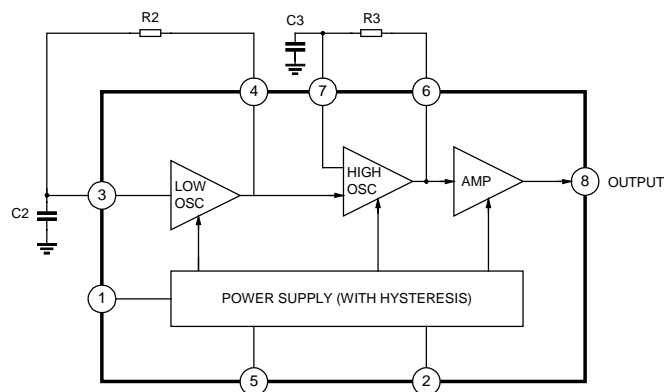 R2
C3
R3
4
7
6
3
LOW
OSC
HIGH
OSC
AMP
8
OUTPUT
C2
1
POWER SUPPLY (WITH HYSTERESIS)
5
2